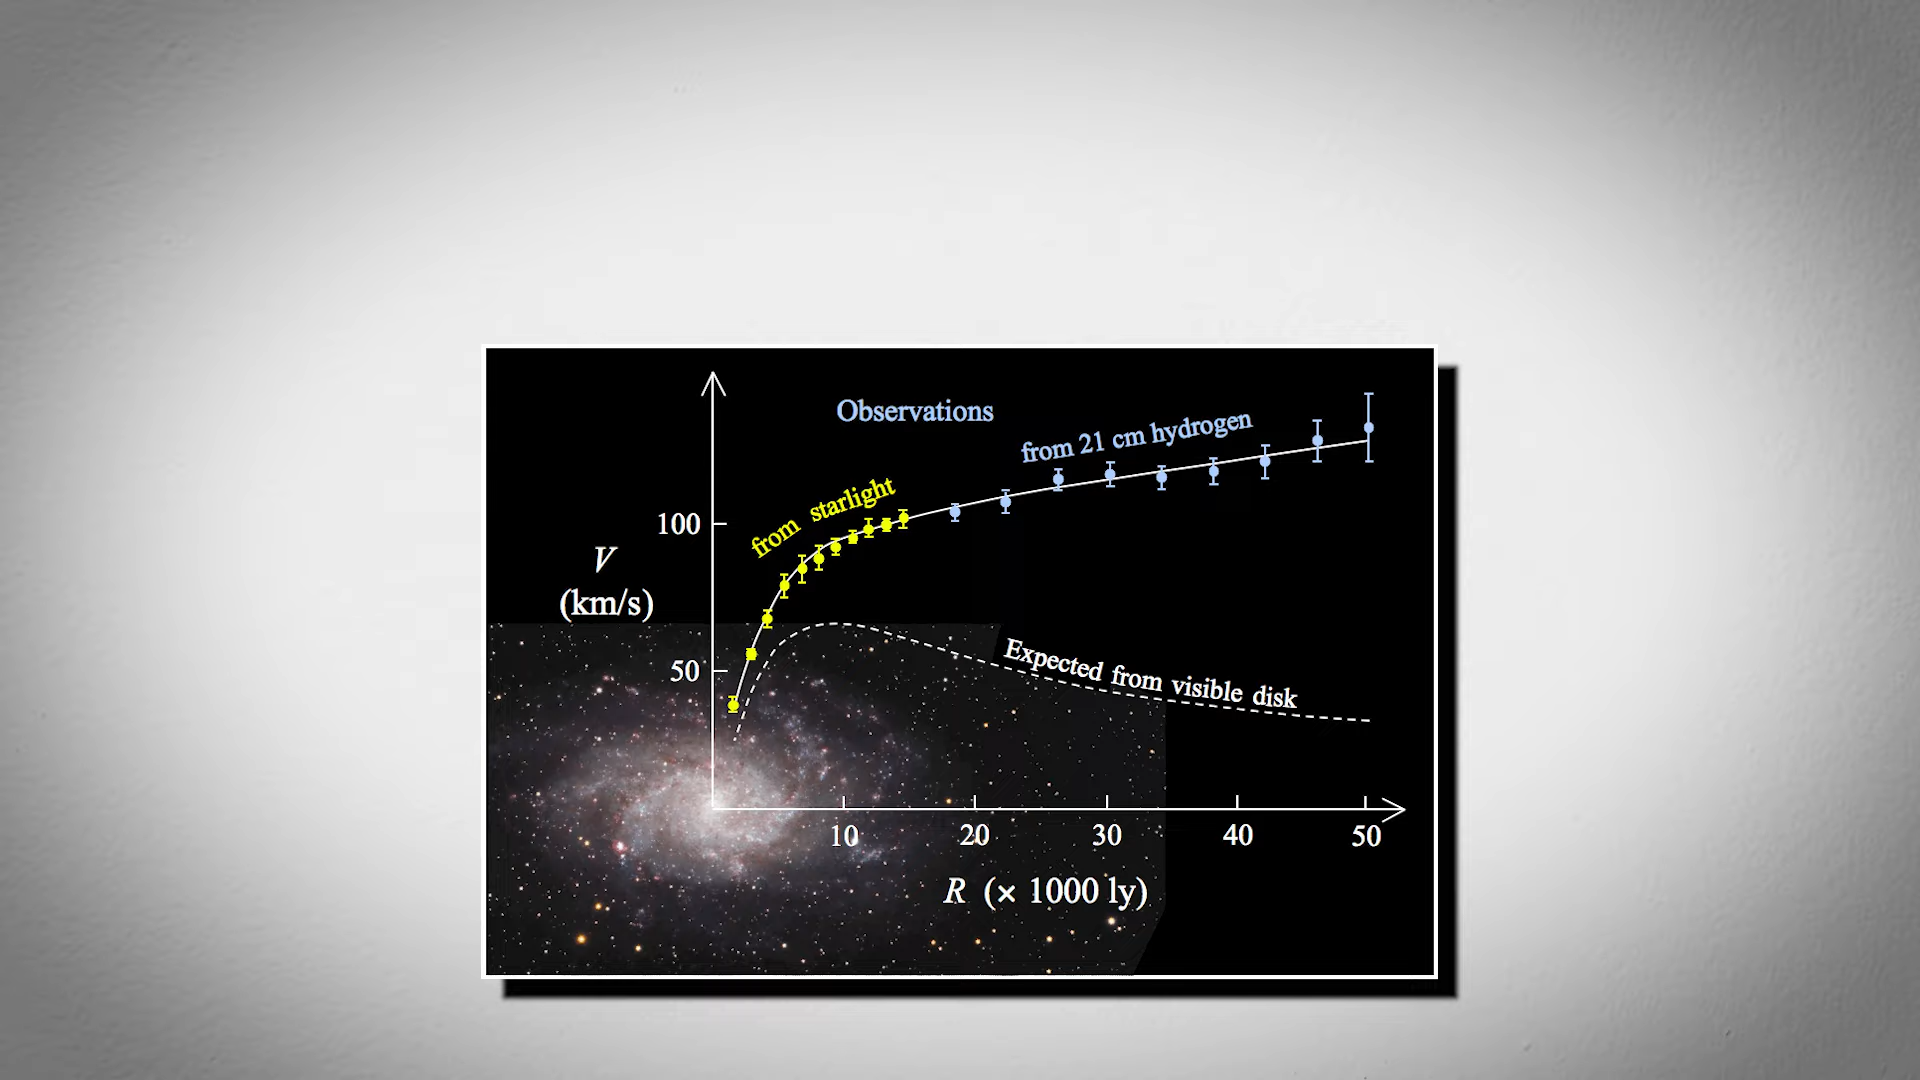 Observations
from 21 cm hydrogen
from starlight
100
V
(km/s)
50
Expected from visible disk
10 20 30 40 50
R (× 1000 ly)